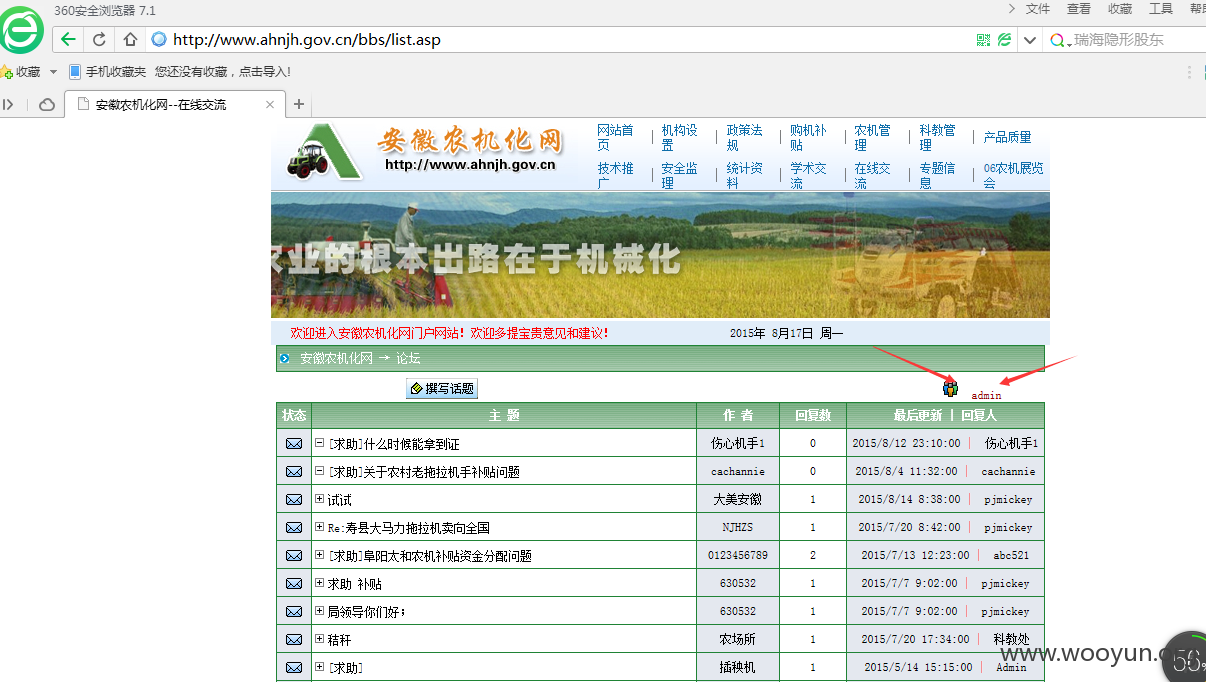 360安全浏览器 7.1
文件 查看 收藏 工具 帮
http://www.ahnjh.gov.cn/bbs/list.asp
瑞海隐形股东
收藏 手机收藏夹 您还没有收藏，点击导入!
安徽农机化网--在线交流
安徽农机化网
http://www.ahnjh.gov.cn
网站首页 | 机构设置 | 政策法规 | 购机补贴 | 农机管理 | 科教管理 | 产品质量
技术推广 | 安全监理 | 统计资料 | 学术交流 | 在线交流 | 专题信息 | 06农机展览会
农业的根本出路在于机械化
欢迎进入安徽农机化网门户网站！欢迎多提宝贵意见和建议！ 2015年 8月17日 周一
安徽农机化网 → 论坛
撰写话题 admin
状态 主 题 作 者 回复数 最后更新 | 回复人
[求助]什么时候能拿到证 伤心机手1 0 2015/8/12 23:10:00 | 伤心机手1
[求助]关于农村老拖拉机手补贴问题 cachannie 0 2015/8/4 11:32:00 | cachannie
试试 大美安徽 1 2015/8/14 8:38:00 | pjmickey
Re:寿县大马力拖拉机卖向全国 NJHZS 1 2015/7/20 8:42:00 | pjmickey
[求助]阜阳太和农机补贴资金分配问题 0123456789 2 2015/7/13 12:23:00 | abc521
求助 补贴 630532 1 2015/7/7 9:02:00 | pjmickey
局领导你们好； 630532 1 2015/7/7 9:02:00 | pjmickey
秸秆 农场所 1 2015/7/20 17:34:00 | 科教处
[求助] 插秧机 1 2015/5/14 15:15:00 | Admin
www.wooyun.o
56%